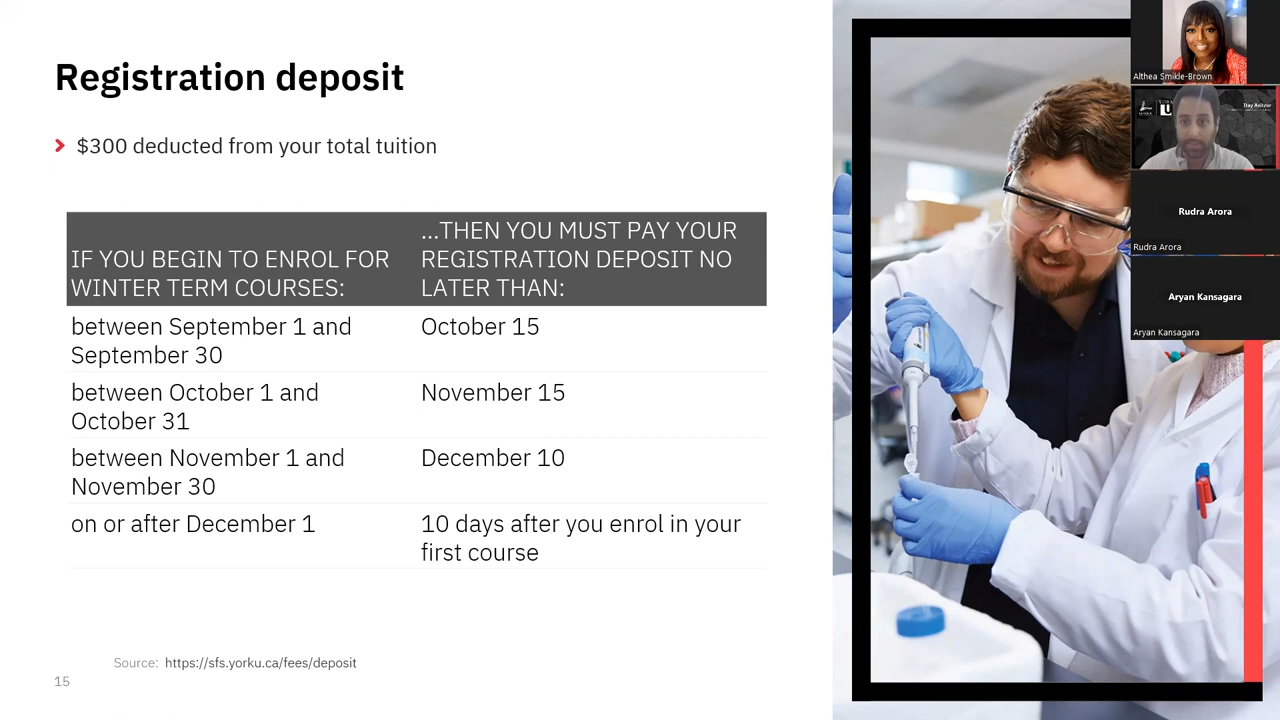 Registration deposit
$300 deducted from your total tuition
IF YOU BEGIN TO ENROL FOR
WINTER TERM COURSES:
...THEN YOU MUST PAY YOUR
REGISTRATION DEPOSIT NO
LATER THAN:
between September 1 and
September 30
October 15
between October 1 and
October 31
November 15
between November 1 and
November 30
December 10
on or after December 1
10 days after you enrol in your
first course
Source: https://sfs.yorku.ca/fees/deposit
15
Althea Smikle-Brown
Rudra Arora
Rudra Arora
Aryan Kansagara
Aryan Kansagara